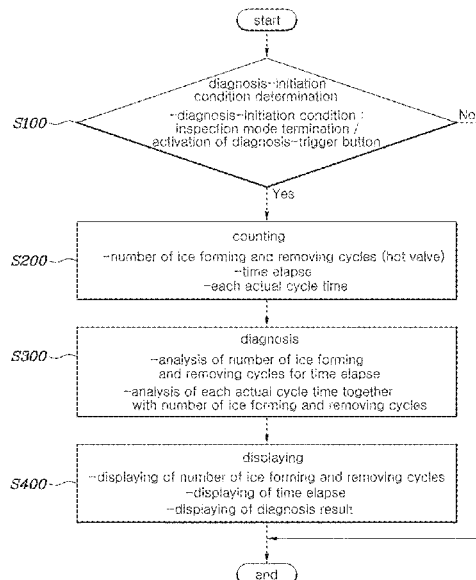 start
diagnosis-initiation
condition determination
-diagnosis-initiation condition :
inspection mode termination /
activation of diagnosis-trigger button
S100
No
Yes
counting
-number of ice forming and removing cycles (hot valve)
-time elapse
-each actual cycle time
S200
diagnosis
-analysis of number of ice forming
and removing cycles for time elapse
-analysis of each actual cycle time together
with number of ice forming and removing cycles
S300
displaying
-displaying of number of ice forming and removing cycles
-displaying of time elapse
-displaying of diagnosis result
S400
end